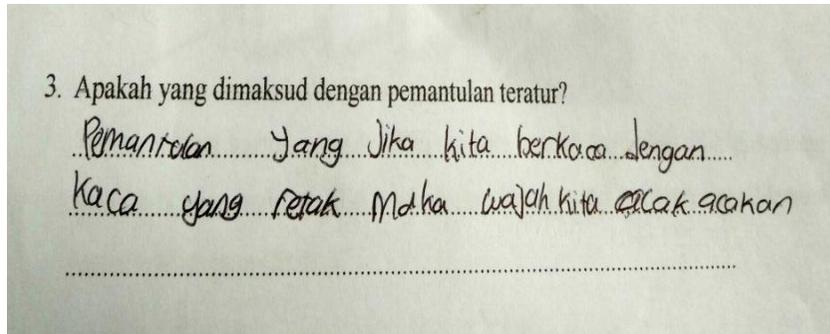 3. Apakah yang dimaksud dengan pemantulan teratur?
Pemantulan yang Jika kita berkaca dengan
Kaca yang retak Maka wajah kita acak acakan